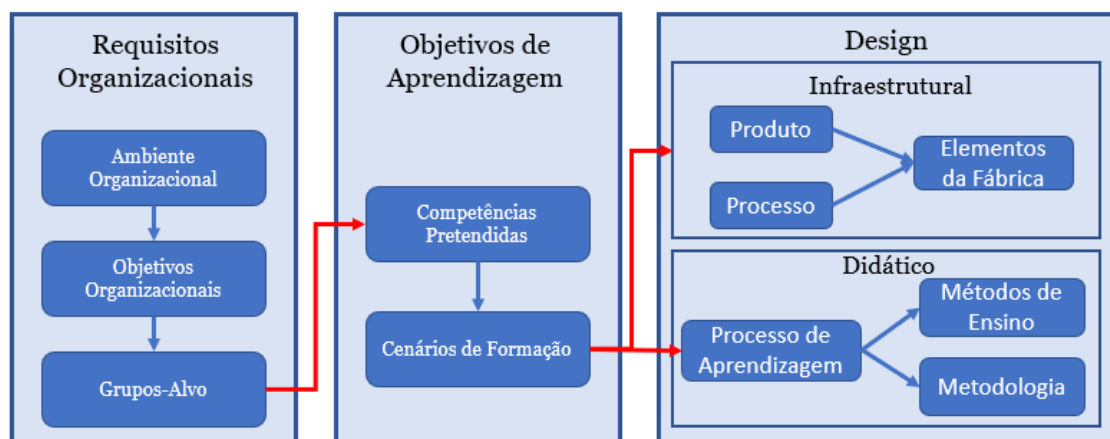 Requisitos
Organizacionais
Ambiente
Organizacional
Objetivos
Organizacionais
Grupos-Alvo
Objetivos de
Aprendizagem
Competências
Pretendidas
Cenários de Formação
Design
Infraestrutural
Produto
Processo
Elementos
da Fábrica
Didático
Processo de
Aprendizagem
Métodos de
Ensino
Metodologia